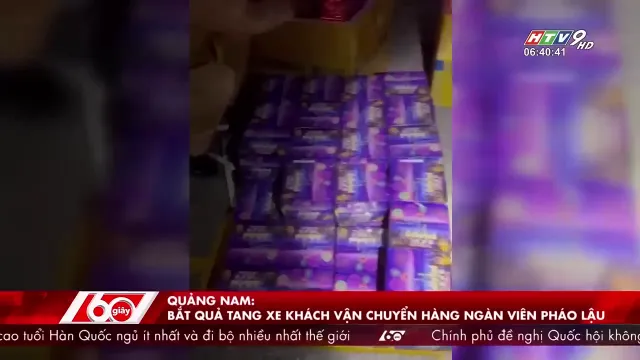 HTV9 HD
06:40:41
60 giây
QUẢNG NAM:
BẮT QUẢ TANG XE KHÁCH VẬN CHUYỂN HÀNG NGÀN VIÊN PHÁO LẬU
cao tuổi Hàn Quốc ngủ ít nhất và đi bộ nhiều nhất thế giới 60 Chính phủ đề nghị Quốc hội không